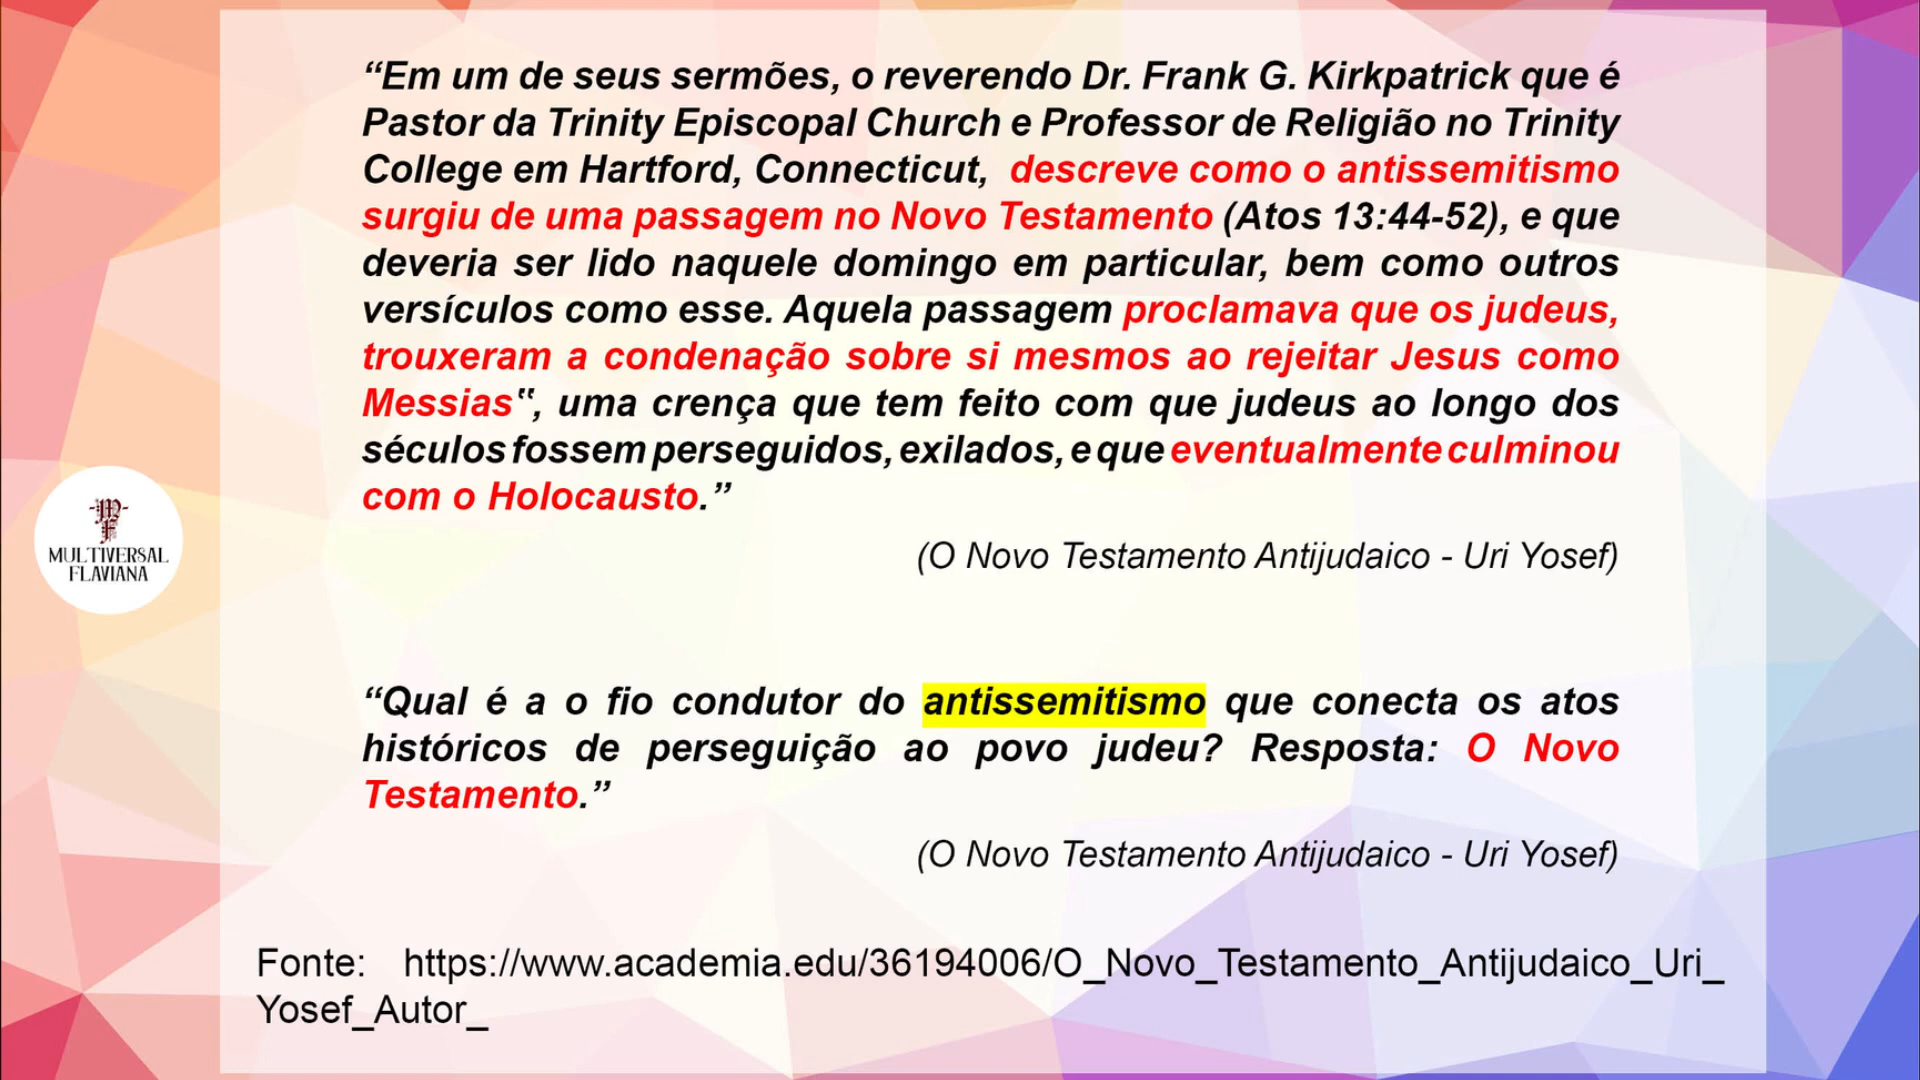 “Em um de seus sermões, o reverendo Dr. Frank G. Kirkpatrick que é
Pastor da Trinity Episcopal Church e Professor de Religião no Trinity
College em Hartford, Connecticut, descreve como o antissemitismo
surgiu de uma passagem no Novo Testamento (Atos 13:44-52), e que
deveria ser lido naquele domingo em particular, bem como outros
versículos como esse. Aquela passagem proclamava que os judeus,
trouxeram a condenação sobre si mesmos ao rejeitar Jesus como
Messias‟, uma crença que tem feito com que judeus ao longo dos
séculos fossem perseguidos, exilados, e que eventualmente culminou
com o Holocausto.”
(O Novo Testamento Antijudaico - Uri Yosef)
MF
MULTIVERSAL
FLAVIANA
“Qual é a o fio condutor do antissemitismo que conecta os atos
históricos de perseguição ao povo judeu? Resposta: O Novo
Testamento.”
(O Novo Testamento Antijudaico - Uri Yosef)
Fonte: https://www.academia.edu/36194006/O_Novo_Testamento_Antijudaico_Uri_
Yosef_Autor_